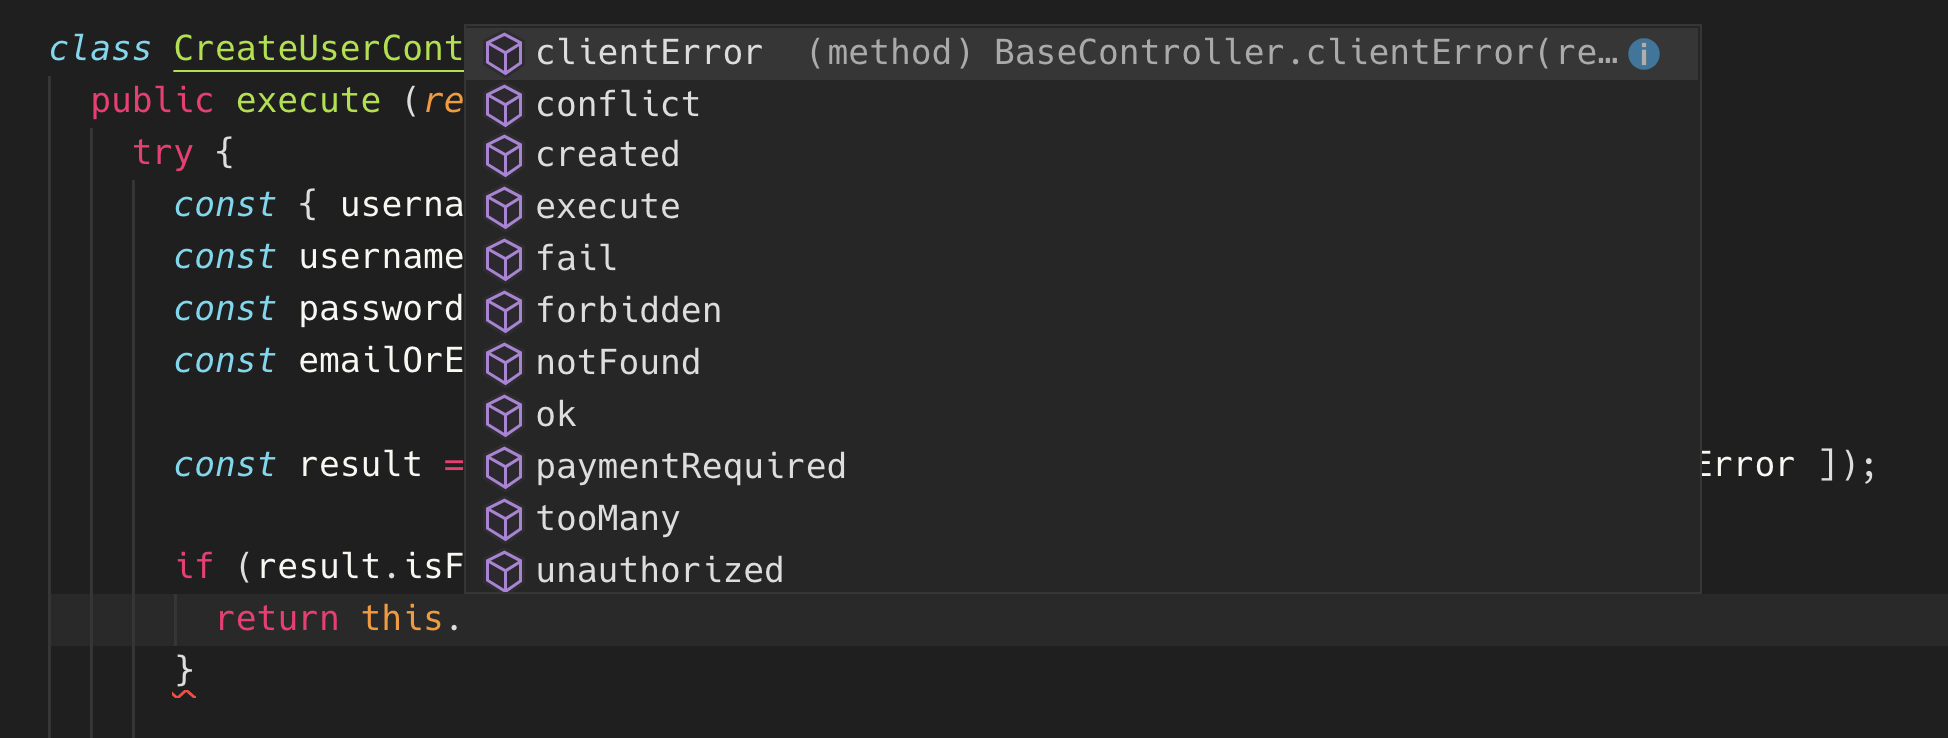 class CreateUserCont
public execute (re
try {
const { userna
const username
const password
const emailOrE
const result = Error ]);
if (result.isF
return this.
}
clientError (method) BaseController.clientError(re…
conflict
created
execute
fail
forbidden
notFound
ok
paymentRequired
tooMany
unauthorized